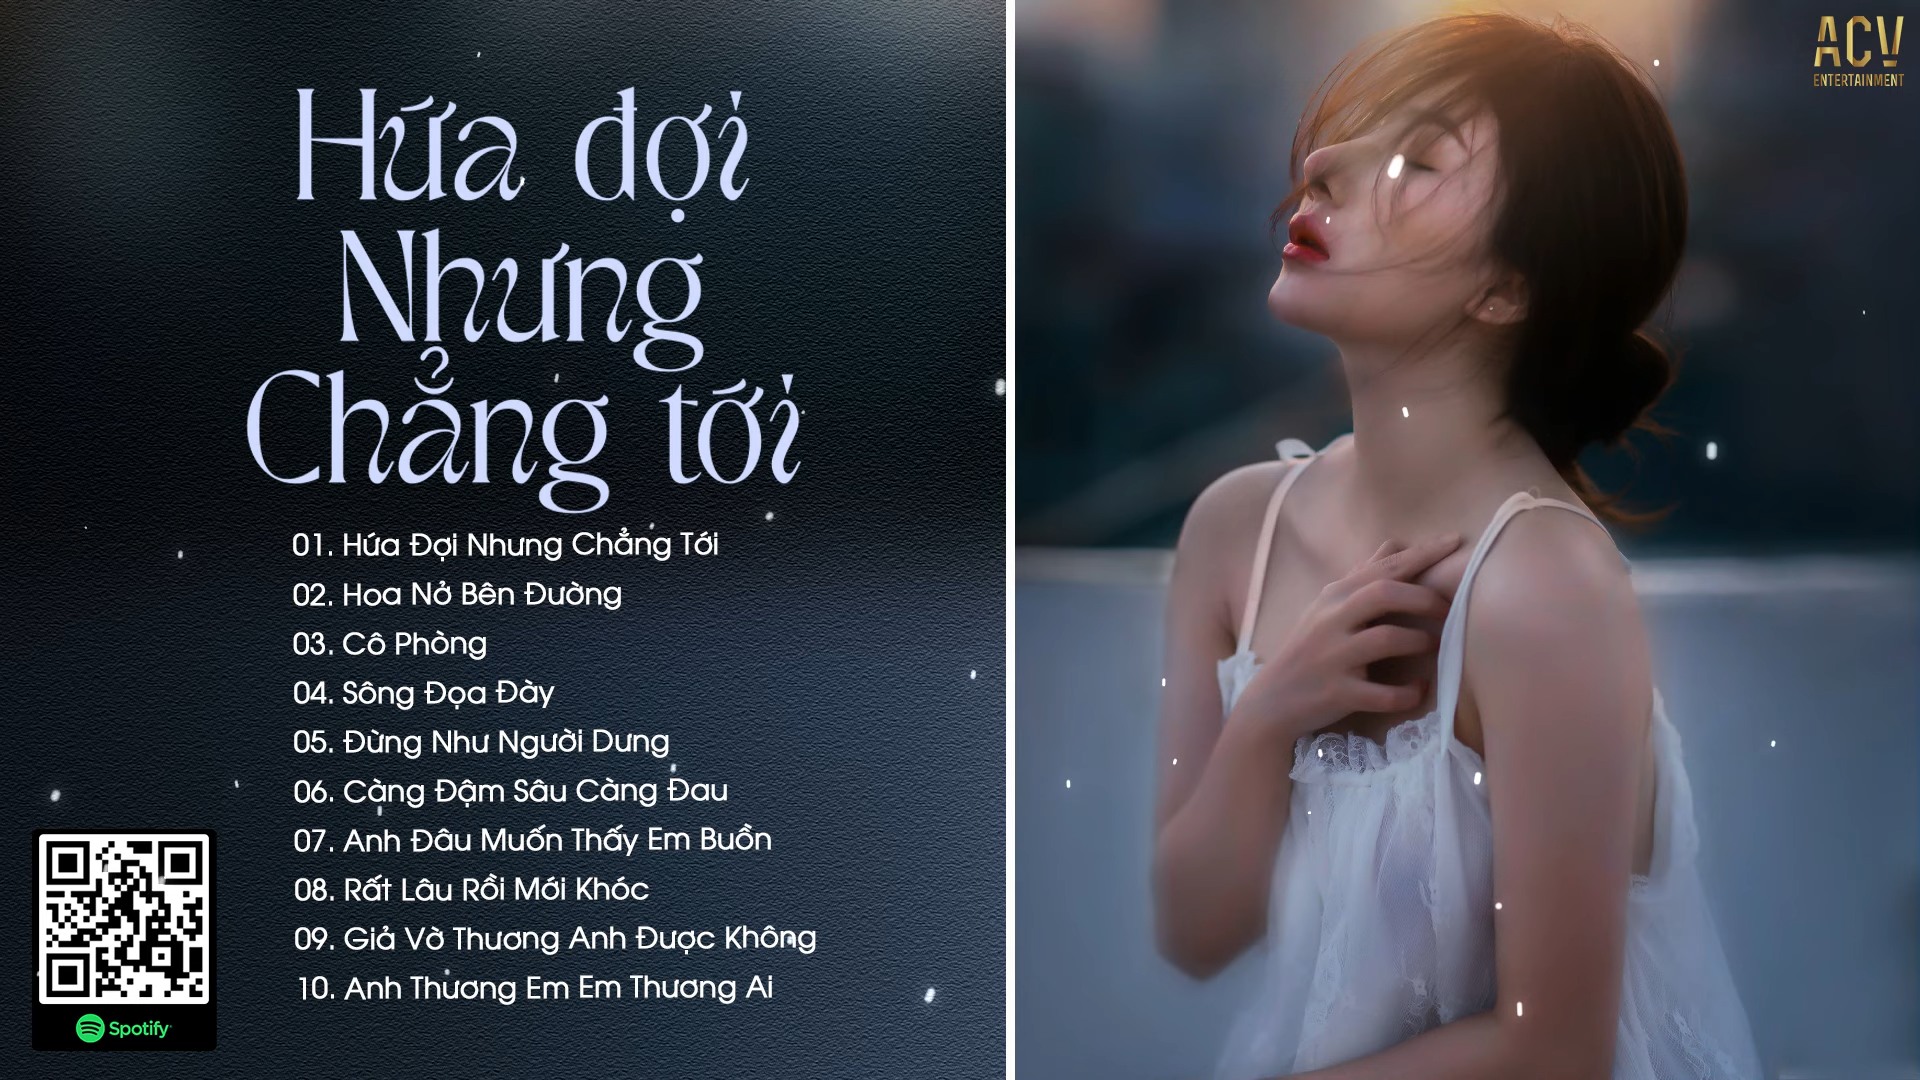 Hứa đợi
Nhưng
Chẳng tới
01. Hứa Đợi Nhưng Chẳng Tới
02. Hoa Nở Bên Đường
03. Cô Phòng
04. Sông Đọa Đày
05. Đừng Như Người Dưng
06. Càng Đậm Sâu Càng Đau
07. Anh Đâu Muốn Thấy Em Buồn
08. Rất Lâu Rồi Mới Khóc
09. Giả Vờ Thương Anh Được Không
10. Anh Thương Em Em Thương Ai
Spotify
ACV
ENTERTAINMENT